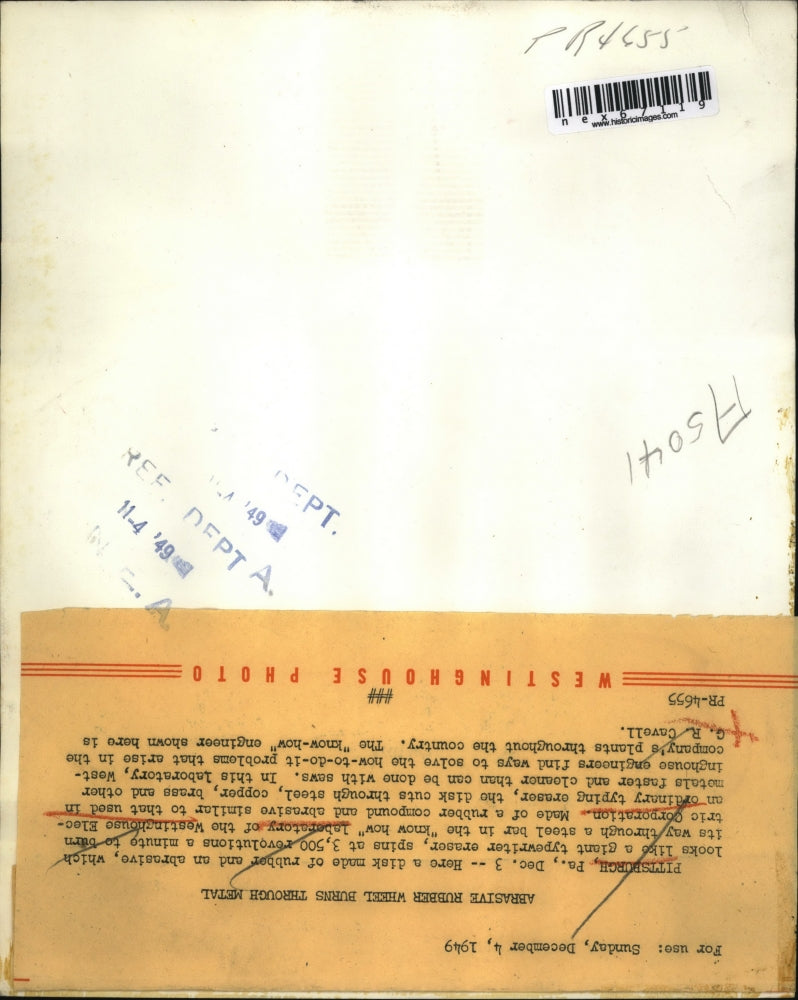 PR4655
nex67119
www.historicimages.com
A5041
REF. DEPT.
11-4 '49
N. E. A.
DEPT.
'49
For use: Sunday, December 4, 1949
ABRASIVE RUBBER WHEEL BURNS THROUGH METAL
PITTSBURGH, Pa., Dec. 3 -- Here a disk made of rubber and an abrasive, which
looks like a giant typewriter eraser, spins at 3,500 revolutions a minute to burn
its way through a steel bar in the "know how" laboratory of the Westinghouse Elec-
tric Corporation. Made of a rubber compound and abrasive similar to that used in
an ordinary typing eraser, the disk cuts through steel, copper, brass and other
metals faster and cleaner than can be done with saws. In this laboratory, West-
inghouse engineers find ways to solve the how-to-do-it problems that arise in the
company's plants throughout the country. The "know-how" engineer shown here is
G. R. Cavell.
PR-4655
###
WESTINGHOUSE PHOTO